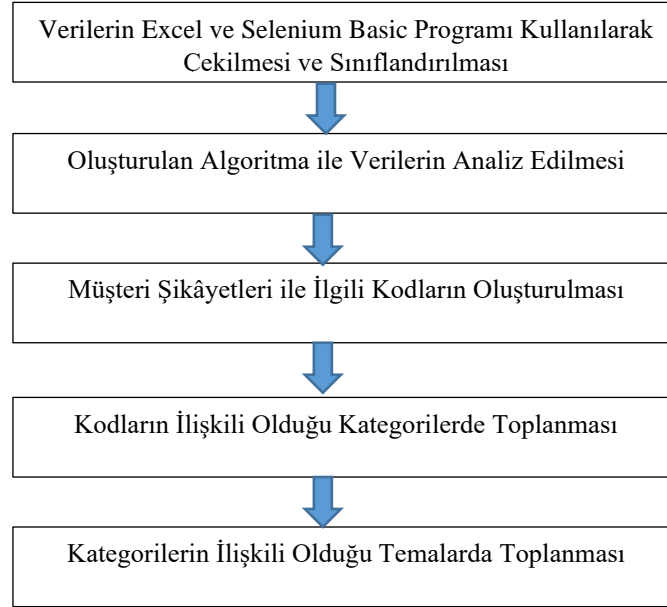 Verilerin Excel ve Selenium Basic Programı Kullanılarak
Çekilmesi ve Sınıflandırılması
Oluşturulan Algoritma ile Verilerin Analiz Edilmesi
Müşteri Şikâyetleri ile İlgili Kodların Oluşturulması
Kodların İlişkili Olduğu Kategorilerde Toplanması
Kategorilerin İlişkili Olduğu Temalarda Toplanması